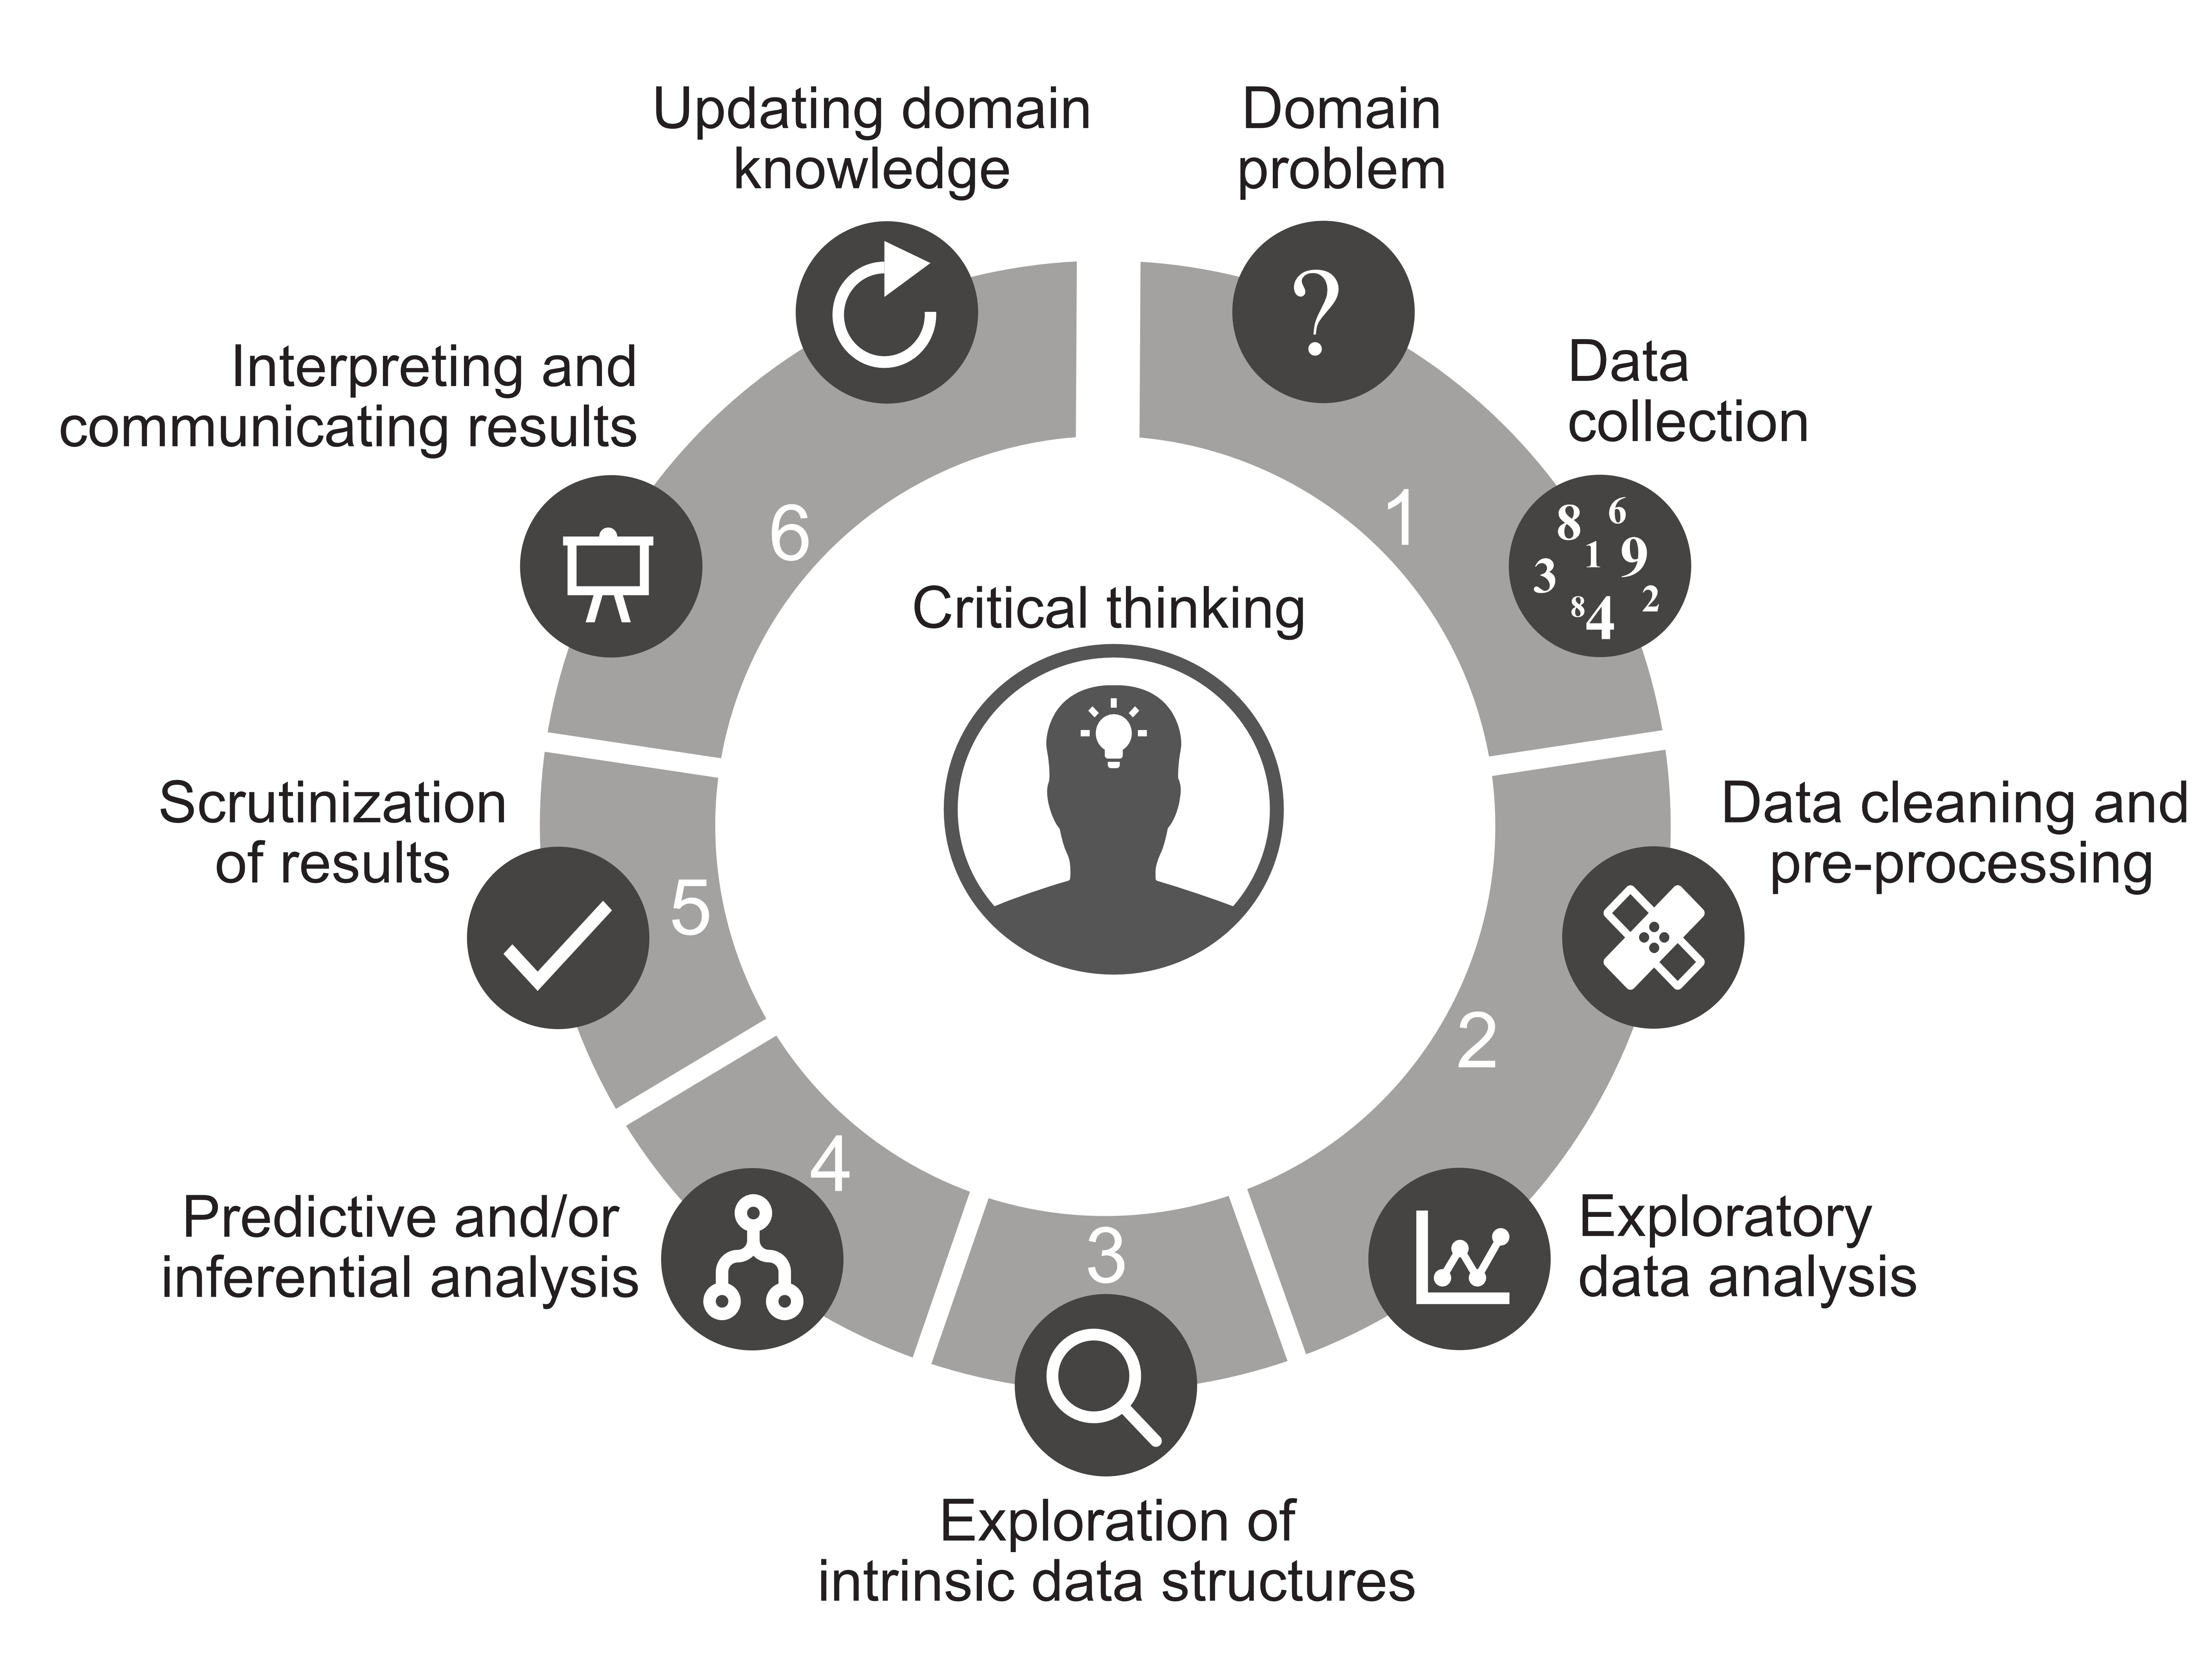 Updating domain
knowledge
Domain
problem
?
Data
collection
8 6
1 9
3
8 4 2
1
Data cleaning and
pre-processing
2
Exploratory
data analysis
3
Exploration of
intrinsic data structures
4
Predictive and/or
inferential analysis
5
Scrutinization
of results
6
Interpreting and
communicating results
Critical thinking